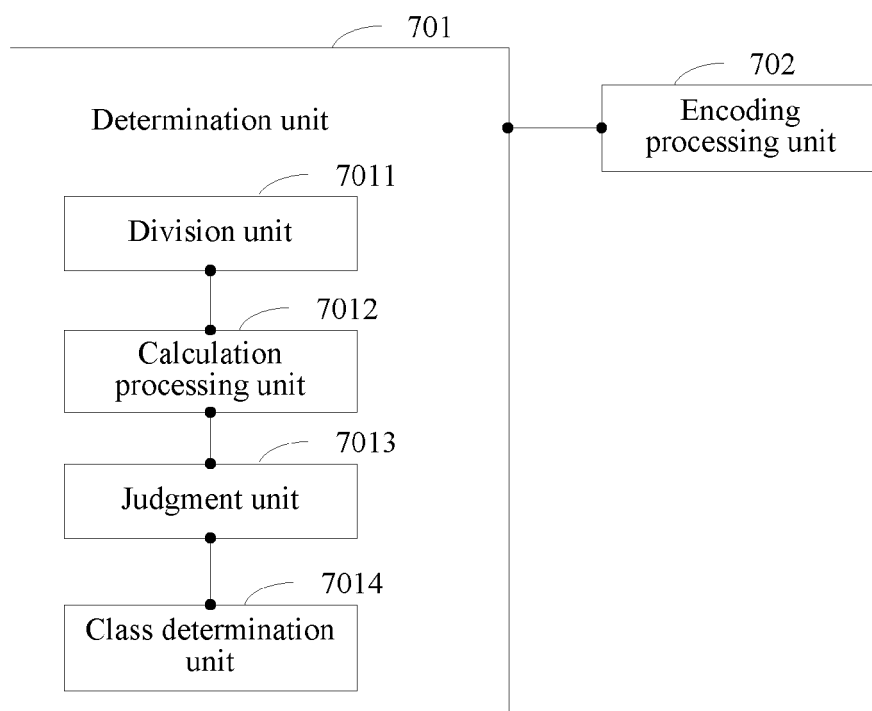 701
702
Encoding
processing unit
Determination unit
7011
Division unit
7012
Calculation
processing unit
7013
Judgment unit
7014
Class determination
unit